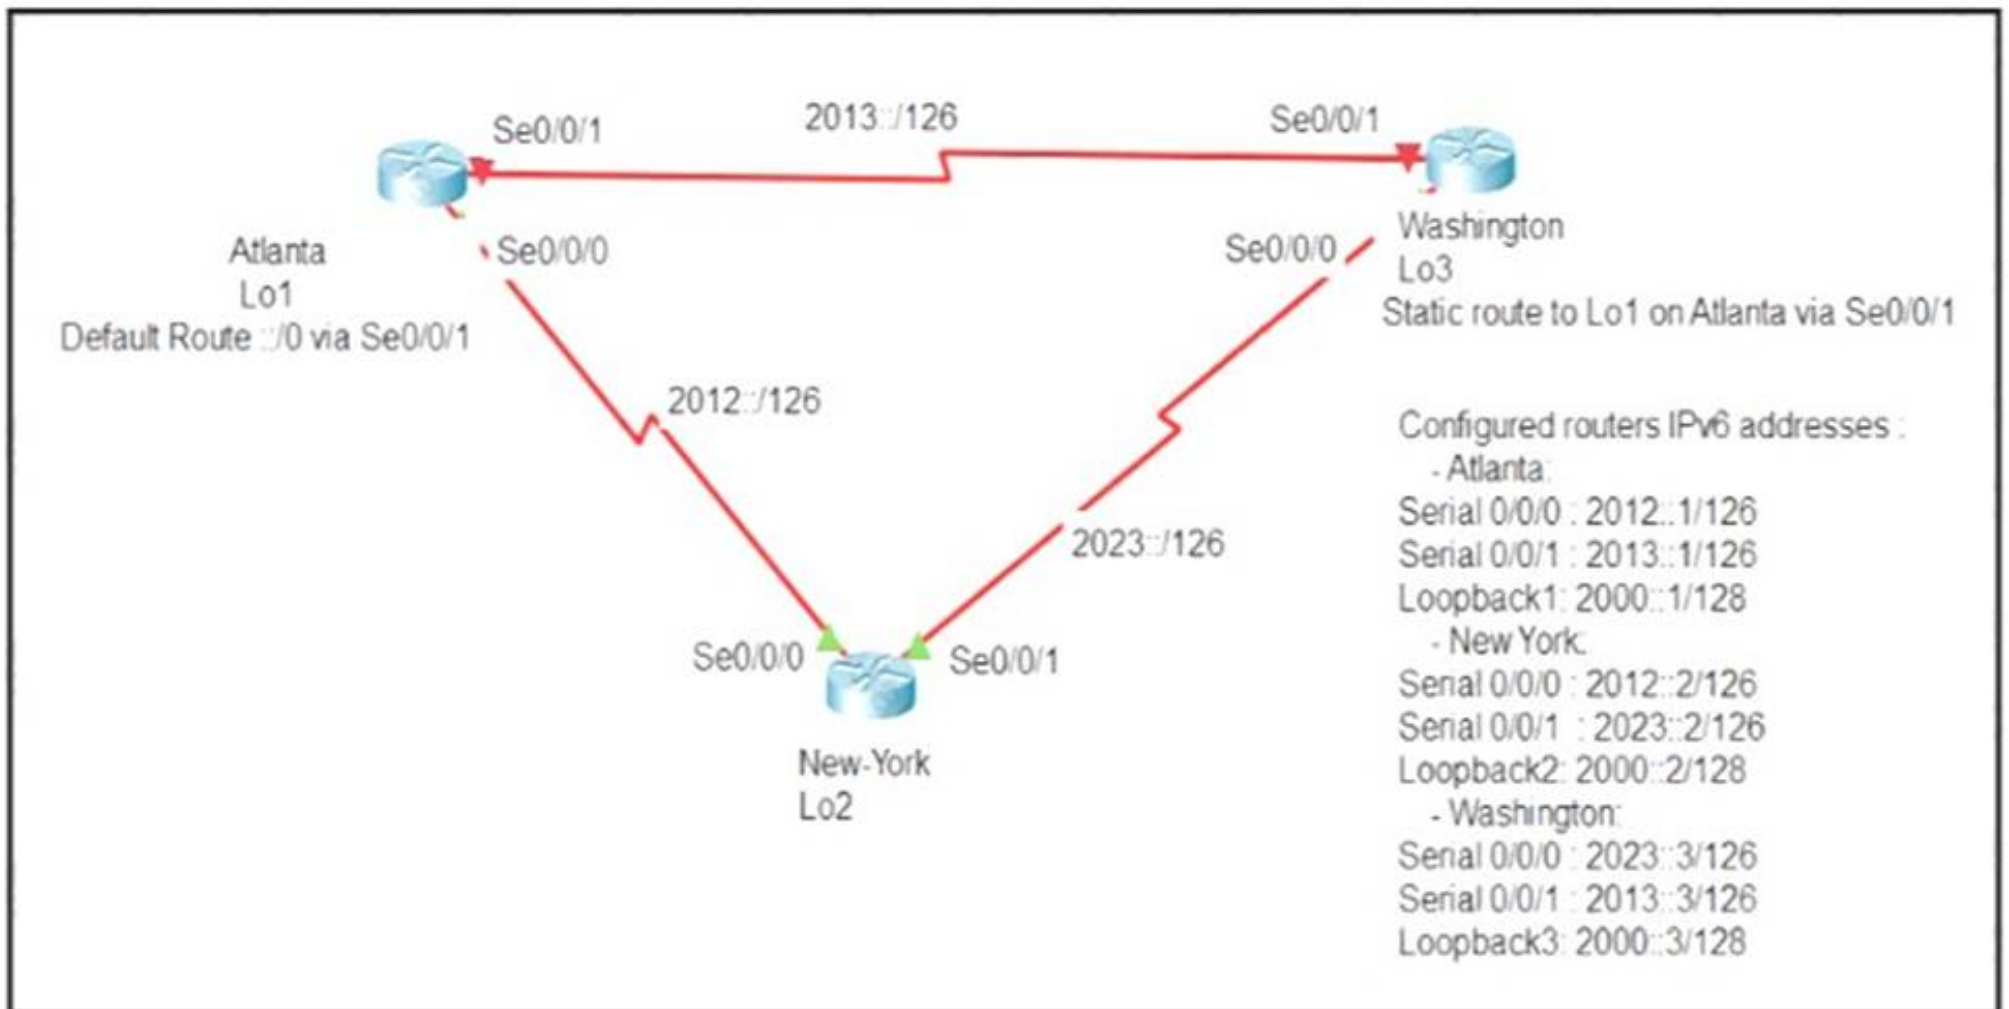 2013::/126
Se0/0/1
Se0/0/1
Atlanta
Lo1
Default Route ::/0 via Se0/0/1
Se0/0/0
Se0/0/0
Washington
Lo3
Static route to Lo1 on Atlanta via Se0/0/1
2012::/126
2023::/126
Se0/0/0
Se0/0/1
New-York
Lo2
Configured routers IPv6 addresses :
- Atlanta:
Serial 0/0/0 : 2012::1/126
Serial 0/0/1 : 2013::1/126
Loopback1: 2000::1/128
- New York:
Serial 0/0/0 : 2012::2/126
Serial 0/0/1 : 2023::2/126
Loopback2: 2000::2/128
- Washington:
Serial 0/0/0 : 2023::3/126
Serial 0/0/1 : 2013::3/126
Loopback3: 2000::3/128